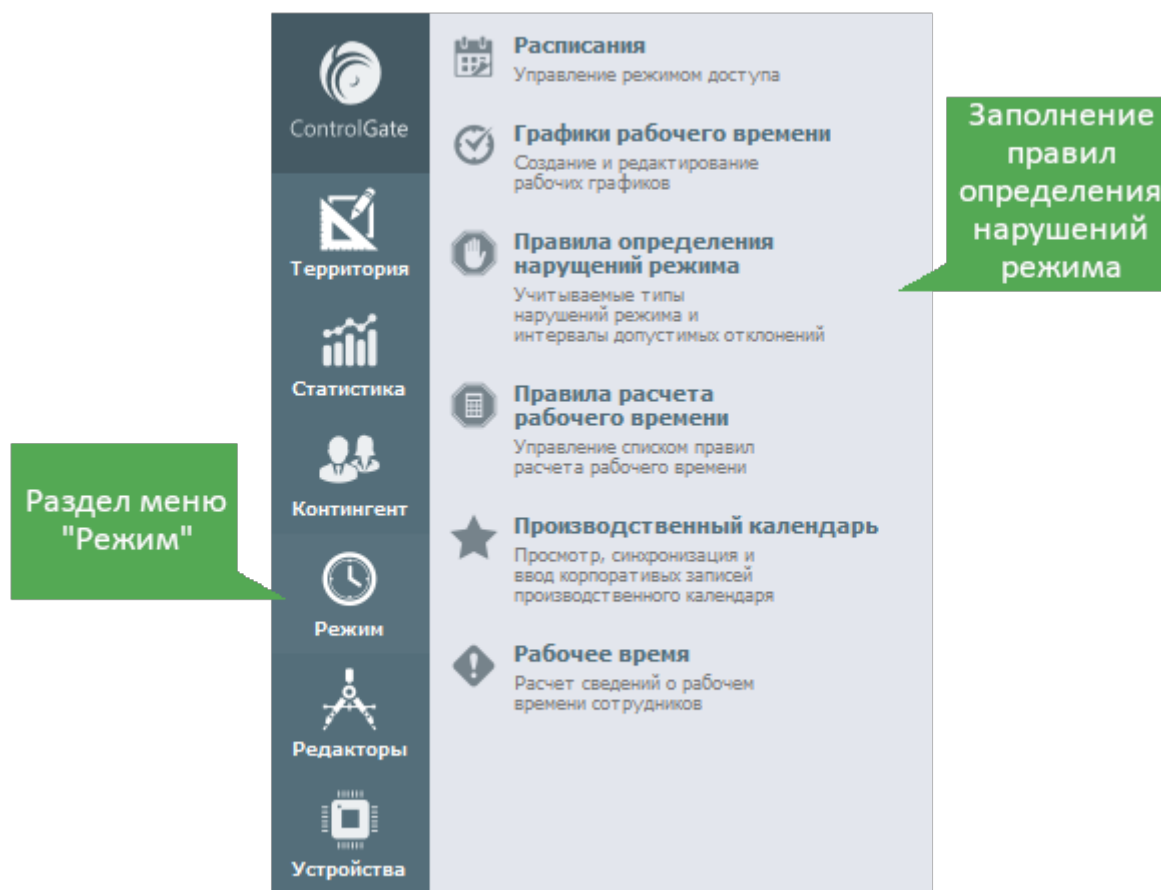 ControlGate
Территория
Статистика
Контингент
Режим
Редакторы
Устройства
Расписания
Управление режимом доступа
Графики рабочего времени
Создание и редактирование
рабочих графиков
Правила определения
нарущений режима
Учитываемые типы
нарушений режима и
интервалы допустимых отклонений
Правила расчета
рабочего времени
Управление списком правил
расчета рабочего времени
Производственный календарь
Просмотр, синхронизация и
ввод корпоративных записей
производственного календаря
Рабочее время
Расчет сведений о рабочем
времени сотрудников
Раздел меню
"Режим"
Заполнение
правил
определения
нарушений
режима